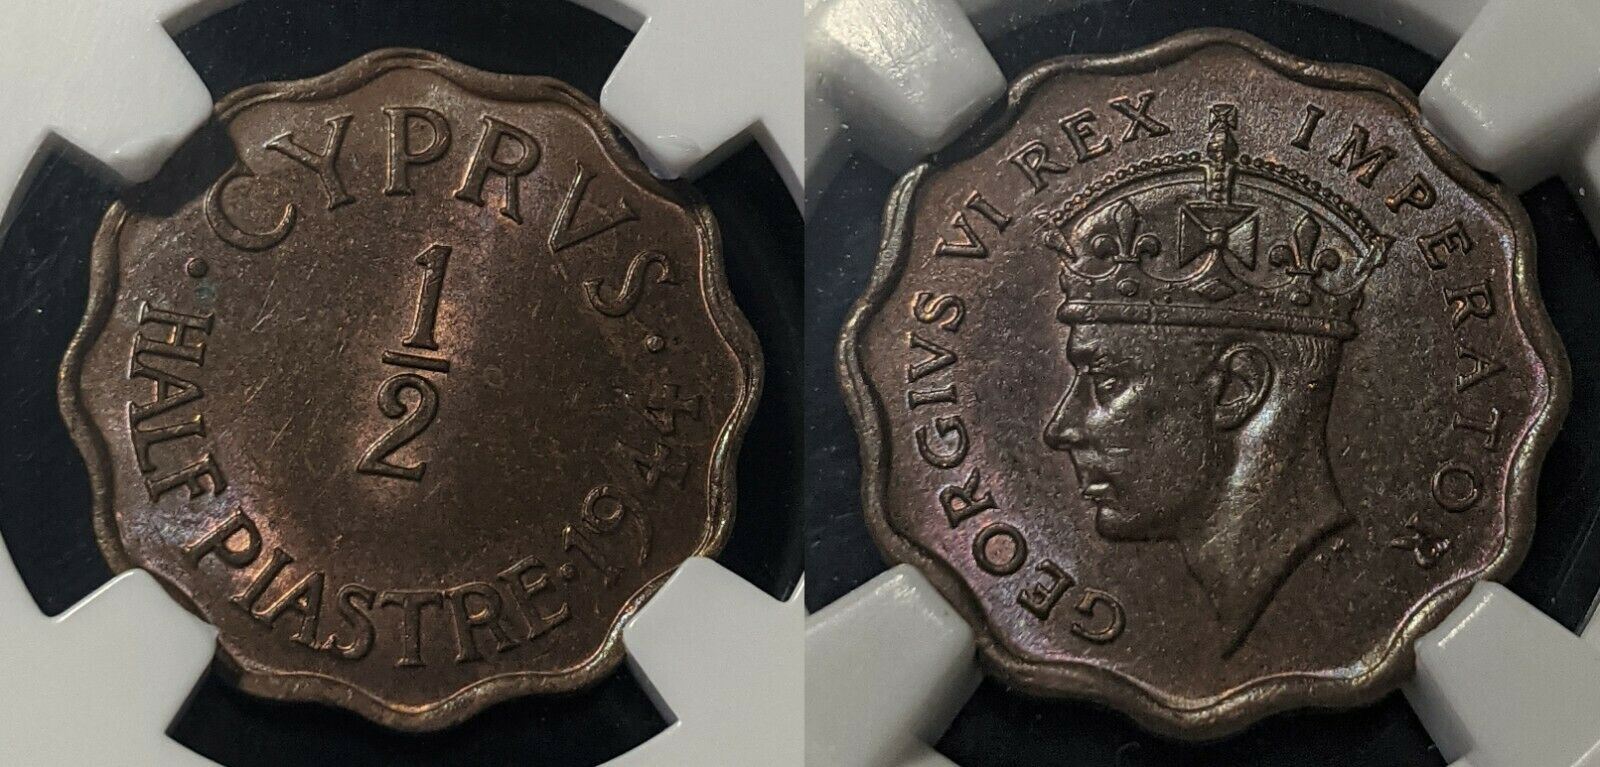 · CYPRVS ·
1
2
HALF PIASTRE · 1944
GEORGIVS VI REX IMPERATOR